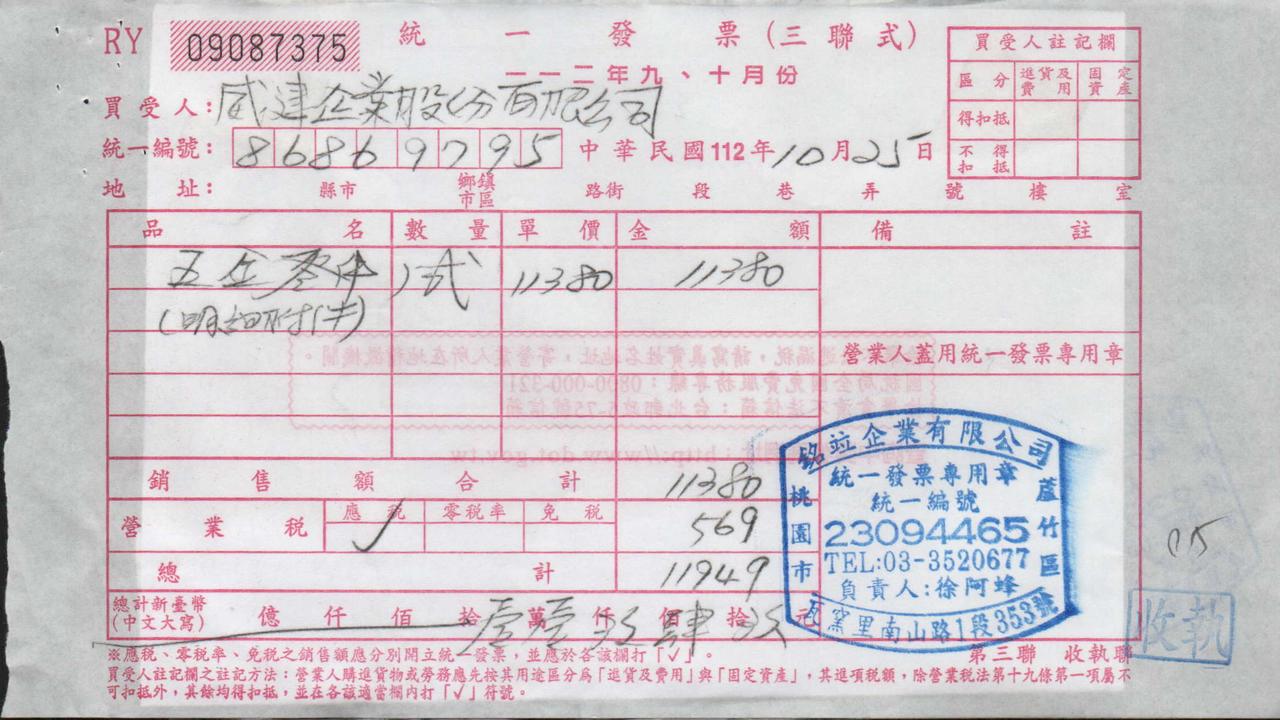 RY 09087375 統一發票(三聯式)
一一二年九、十月份
買受人註記欄
區分 進貨及費用 固定資產
得扣抵
不得扣抵
買受人:威建企業股份有限公司
統一編號:86869795 中華民國112年10月25日
地址: 縣市 鄉鎮市區 路街 段 巷 弄 號 樓 室
品名 數量 單價 金額 備註
五金零件 1式 11380 11380
(明細附件)
營業人蓋用統一發票專用章
銷售額合計 11380
營業稅 應稅 ✓ 零稅率 免稅 569
總計 11949
總計新臺幣(中文大寫) 億 仟 佰 拾 壹萬 壹仟 玖佰 肆拾 玖元
銘竝企業有限公司
統一發票專用章
統一編號
23094465
TEL:03-3520677
負責人:徐阿蜂
桃園市
蘆竹區
瓦窯里南山路1段353號
收執
※應稅、零稅率、免稅之銷售額應分別開立統一發票,並應於各該欄打「✓」。
第三聯 收執聯
買受人註記欄之註記方法:營業人購進貨物或勞務應先按其用途區分為「進貨及費用」與「固定資產」,其進項稅額,除營業稅法第十九條第一項屬不
可扣抵外,其餘均得扣抵,並在各該適當欄內打「✓」符號。